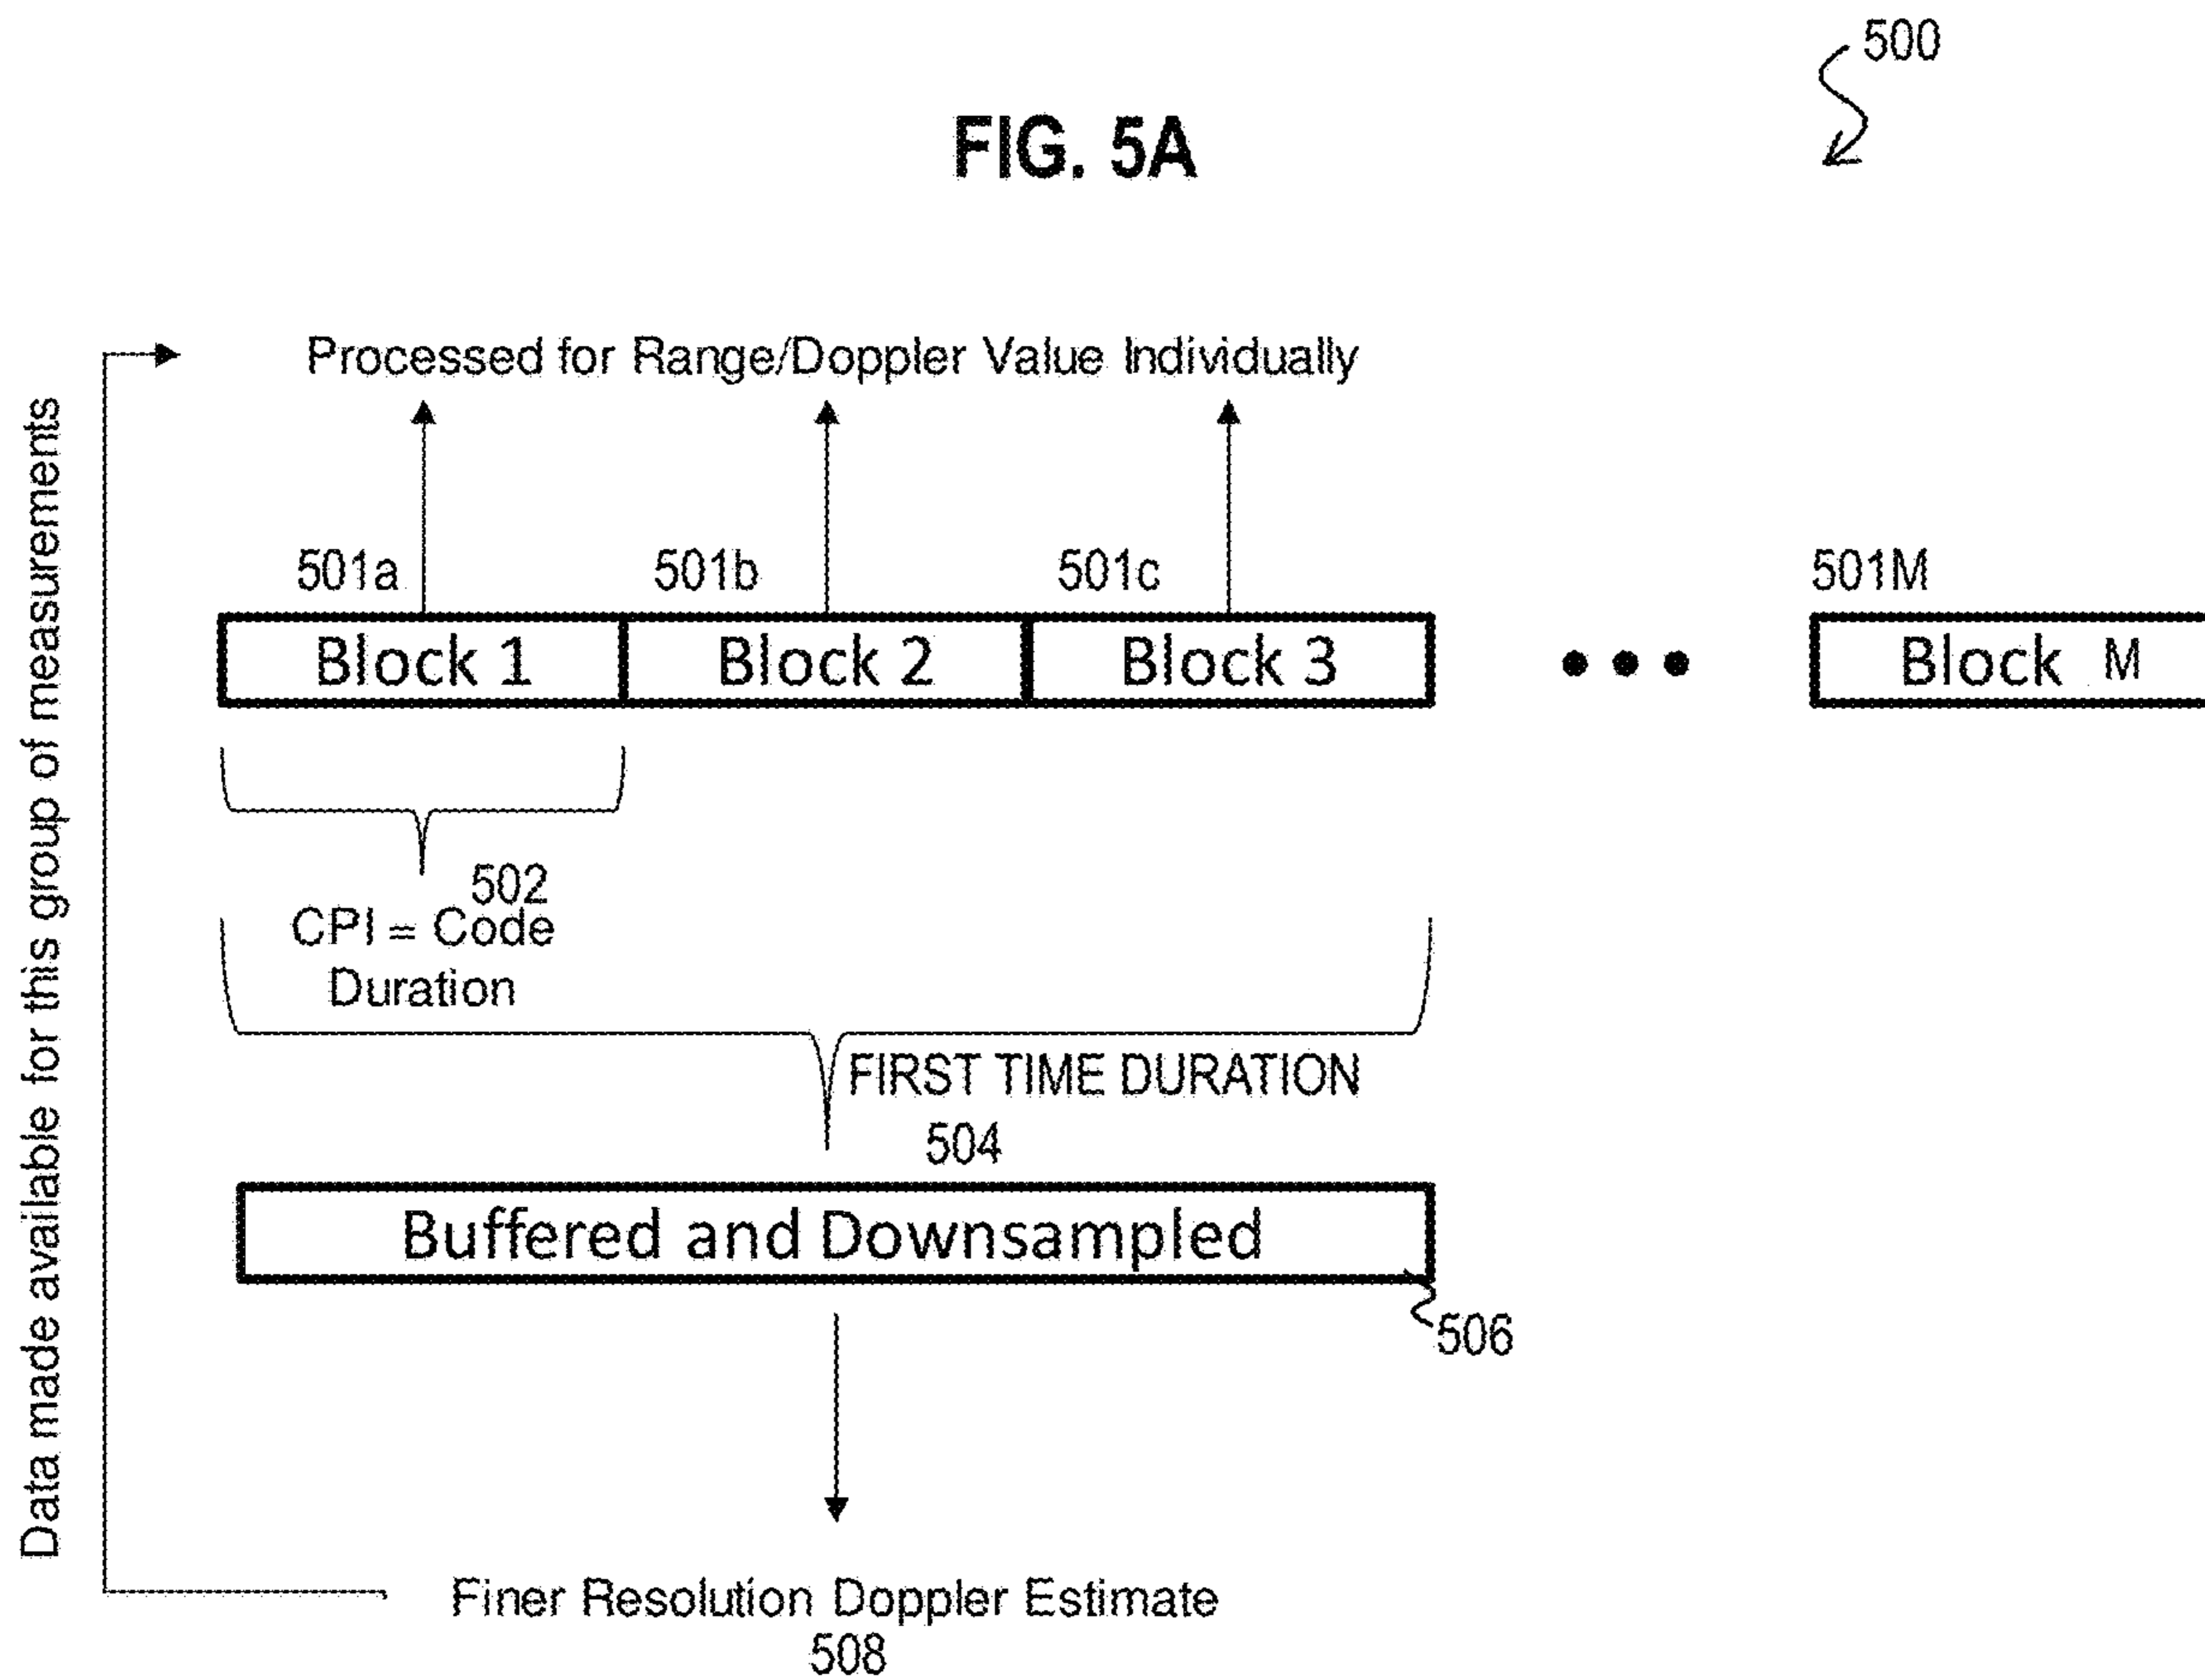 500
FIG. 5A
Processed for Range/Doppler Value Individually
Data made available for this group of measurements
501a 501b 501c 501M
Block 1 Block 2 Block 3 Block M
502
CPI = Code
Duration
FIRST TIME DURATION
504
Buffered and Downsampled
506
Finer Resolution Doppler Estimate
508